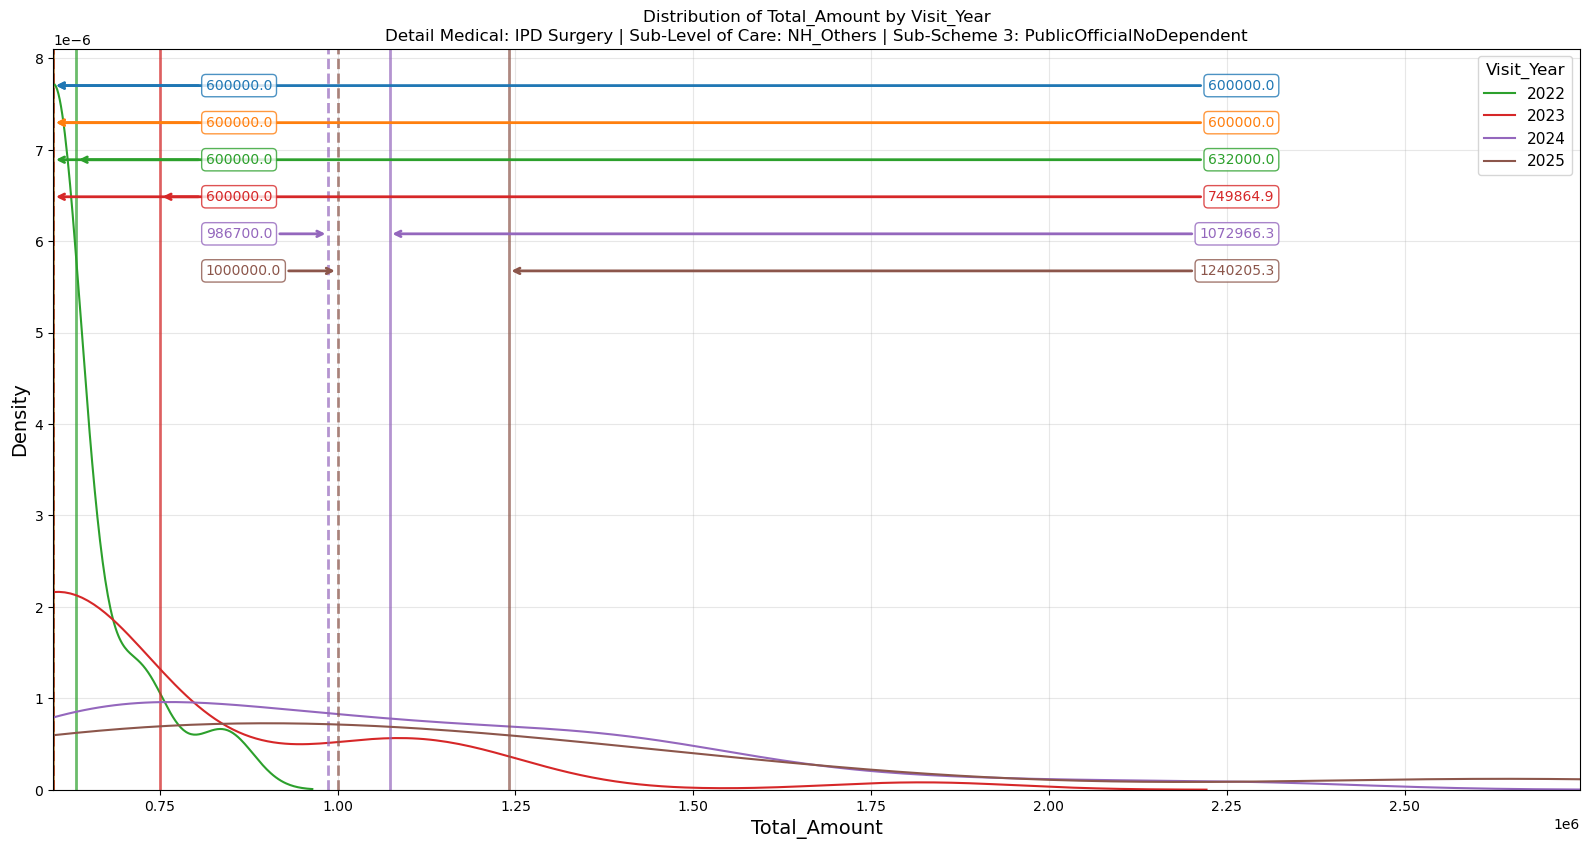 Distribution of Total_Amount by Visit_Year
Detail Medical: IPD Surgery | Sub-Level of Care: NH_Others | Sub-Scheme 3: PublicOfficialNoDependent
1e−6
8
7
6
5
4
3
2
1
0
Density
600000.0 600000.0
600000.0 600000.0
600000.0 632000.0
600000.0 749864.9
986700.0 1072966.3
1000000.0 1240205.3
Visit_Year
2022
2023
2024
2025
0.75 1.00 1.25 1.50 1.75 2.00 2.25 2.50
1e6
Total_Amount